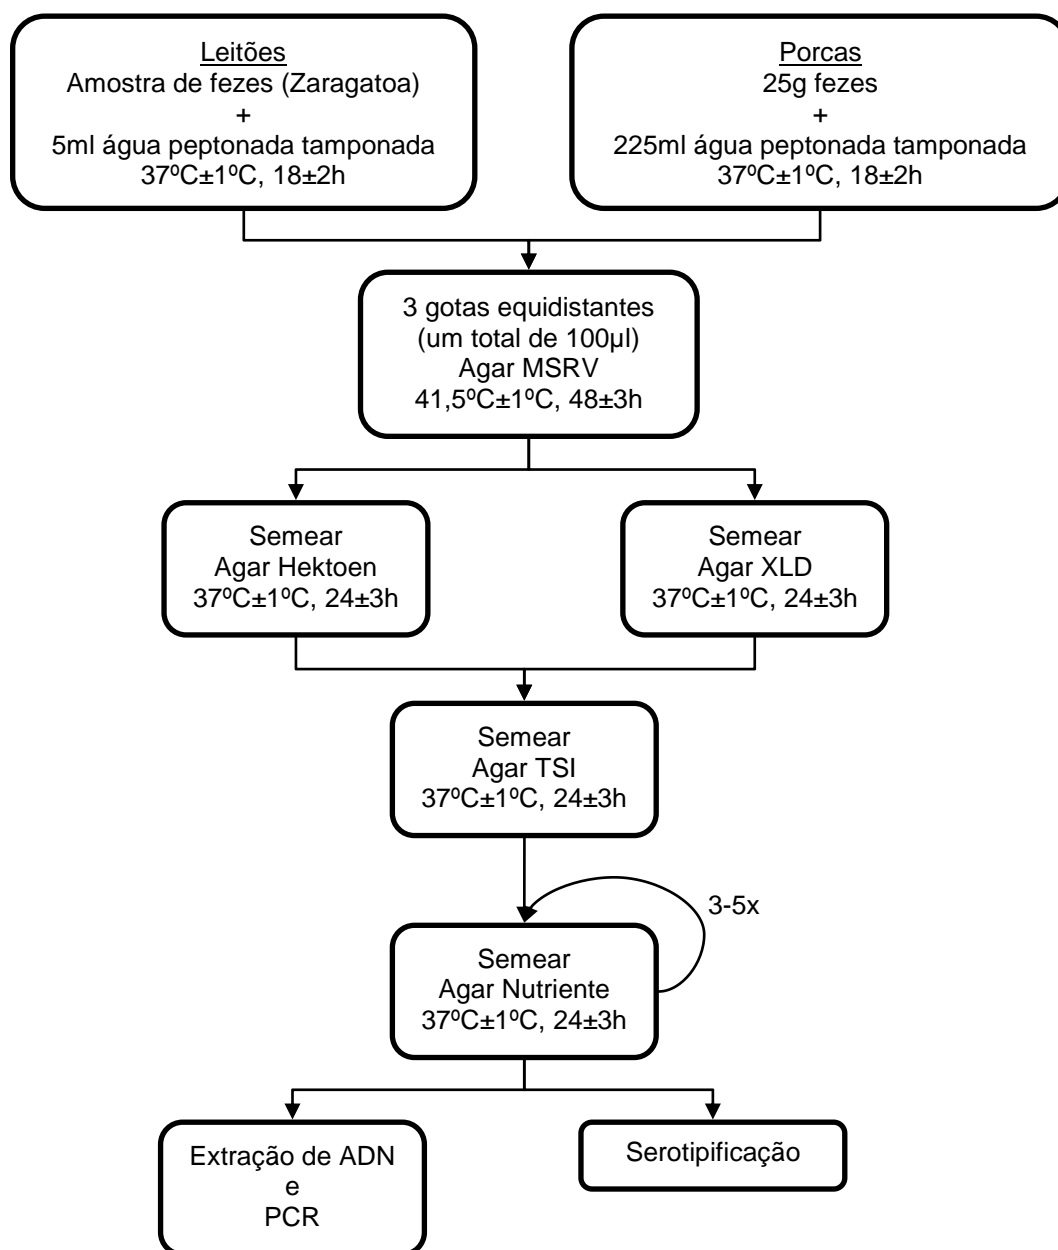 Leitões
Amostra de fezes (Zaragatoa)
+
5ml água peptonada tamponada
37ºC±1ºC, 18±2h
Porcas
25g fezes
+
225ml água peptonada tamponada
37ºC±1ºC, 18±2h
3 gotas equidistantes
(um total de 100µl)
Agar MSRV
41,5ºC±1ºC, 48±3h
Semear
Agar Hektoen
37ºC±1ºC, 24±3h
Semear
Agar XLD
37ºC±1ºC, 24±3h
Semear
Agar TSI
37ºC±1ºC, 24±3h
3-5x
Semear
Agar Nutriente
37ºC±1ºC, 24±3h
Extração de ADN
e
PCR
Serotipificação